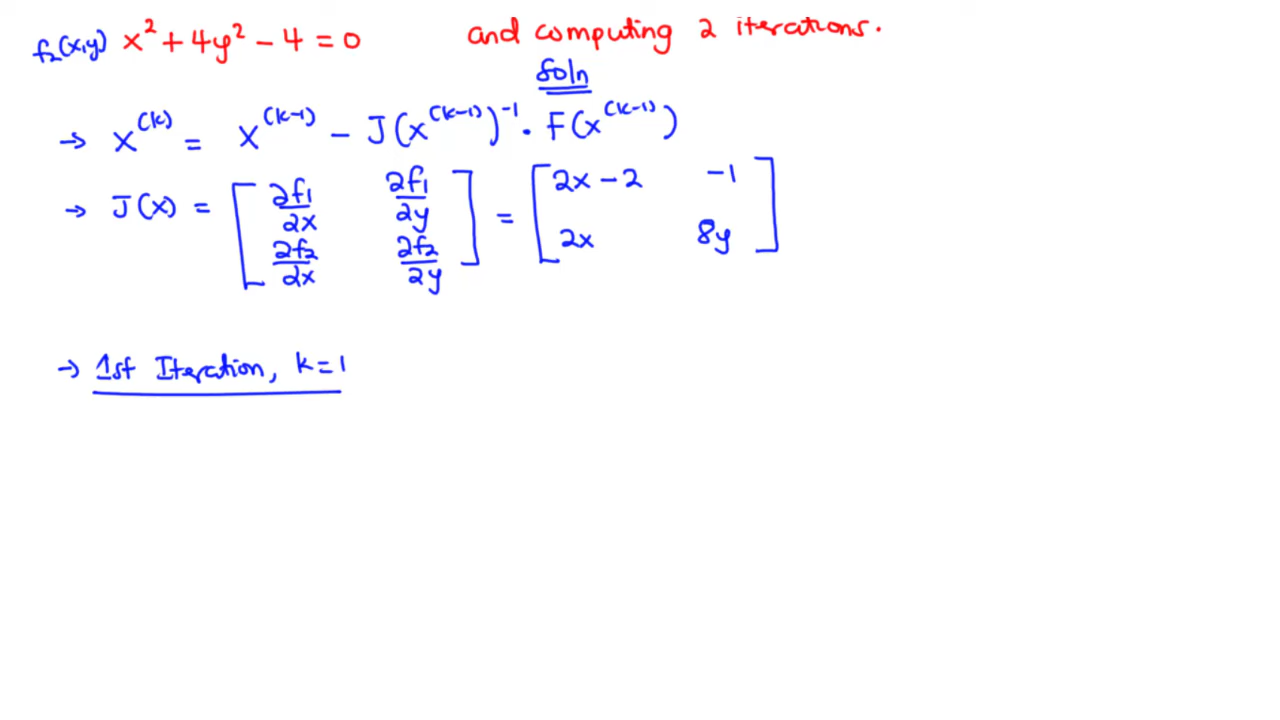 f₂(x,y) x² + 4y² - 4 = 0 and computing 2 iterations.
Soln
→ x^(k) = x^(k-1) - J(x^(k-1))^-1 · F(x^(k-1))
→ J(x) = [ ∂f₁/∂x ∂f₁/∂y ; ∂f₂/∂x ∂f₂/∂y ] = [ 2x-2 -1 ; 2x 8y ]
→ 1st Iteration, k=1